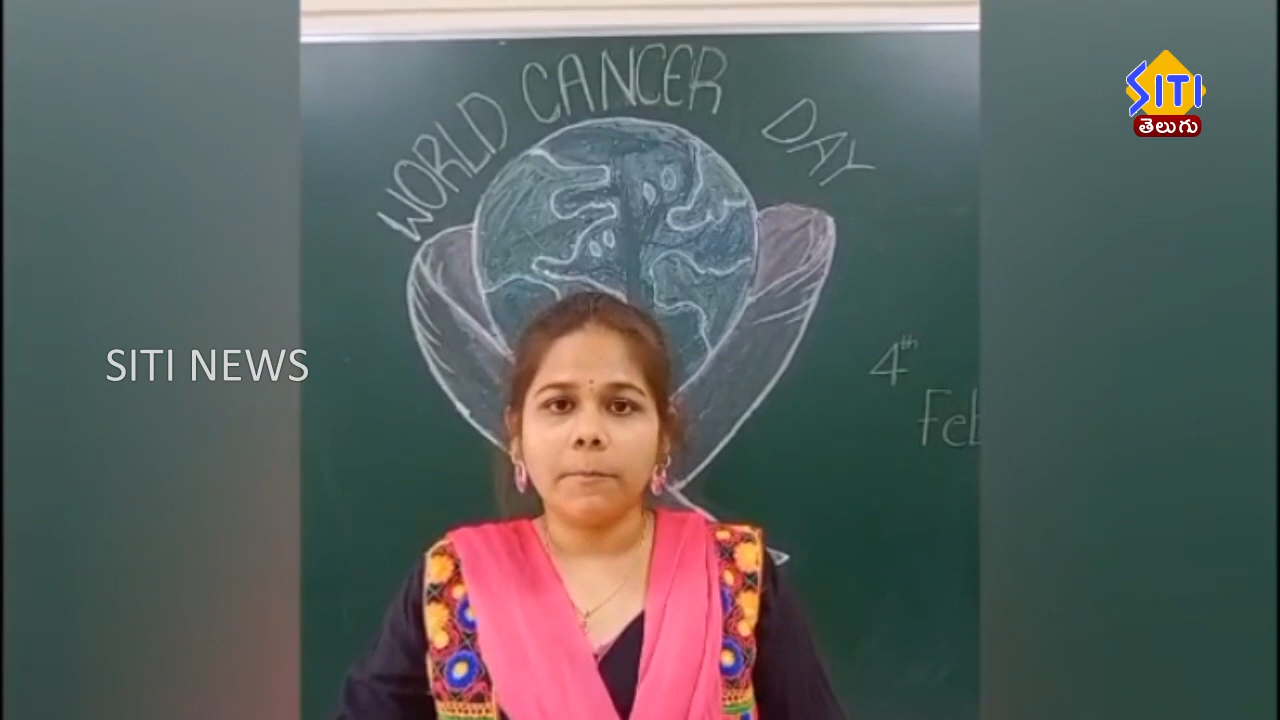 WORLD CANCER DAY
SITI
తెలుగు
SITI NEWS
4th
Feb